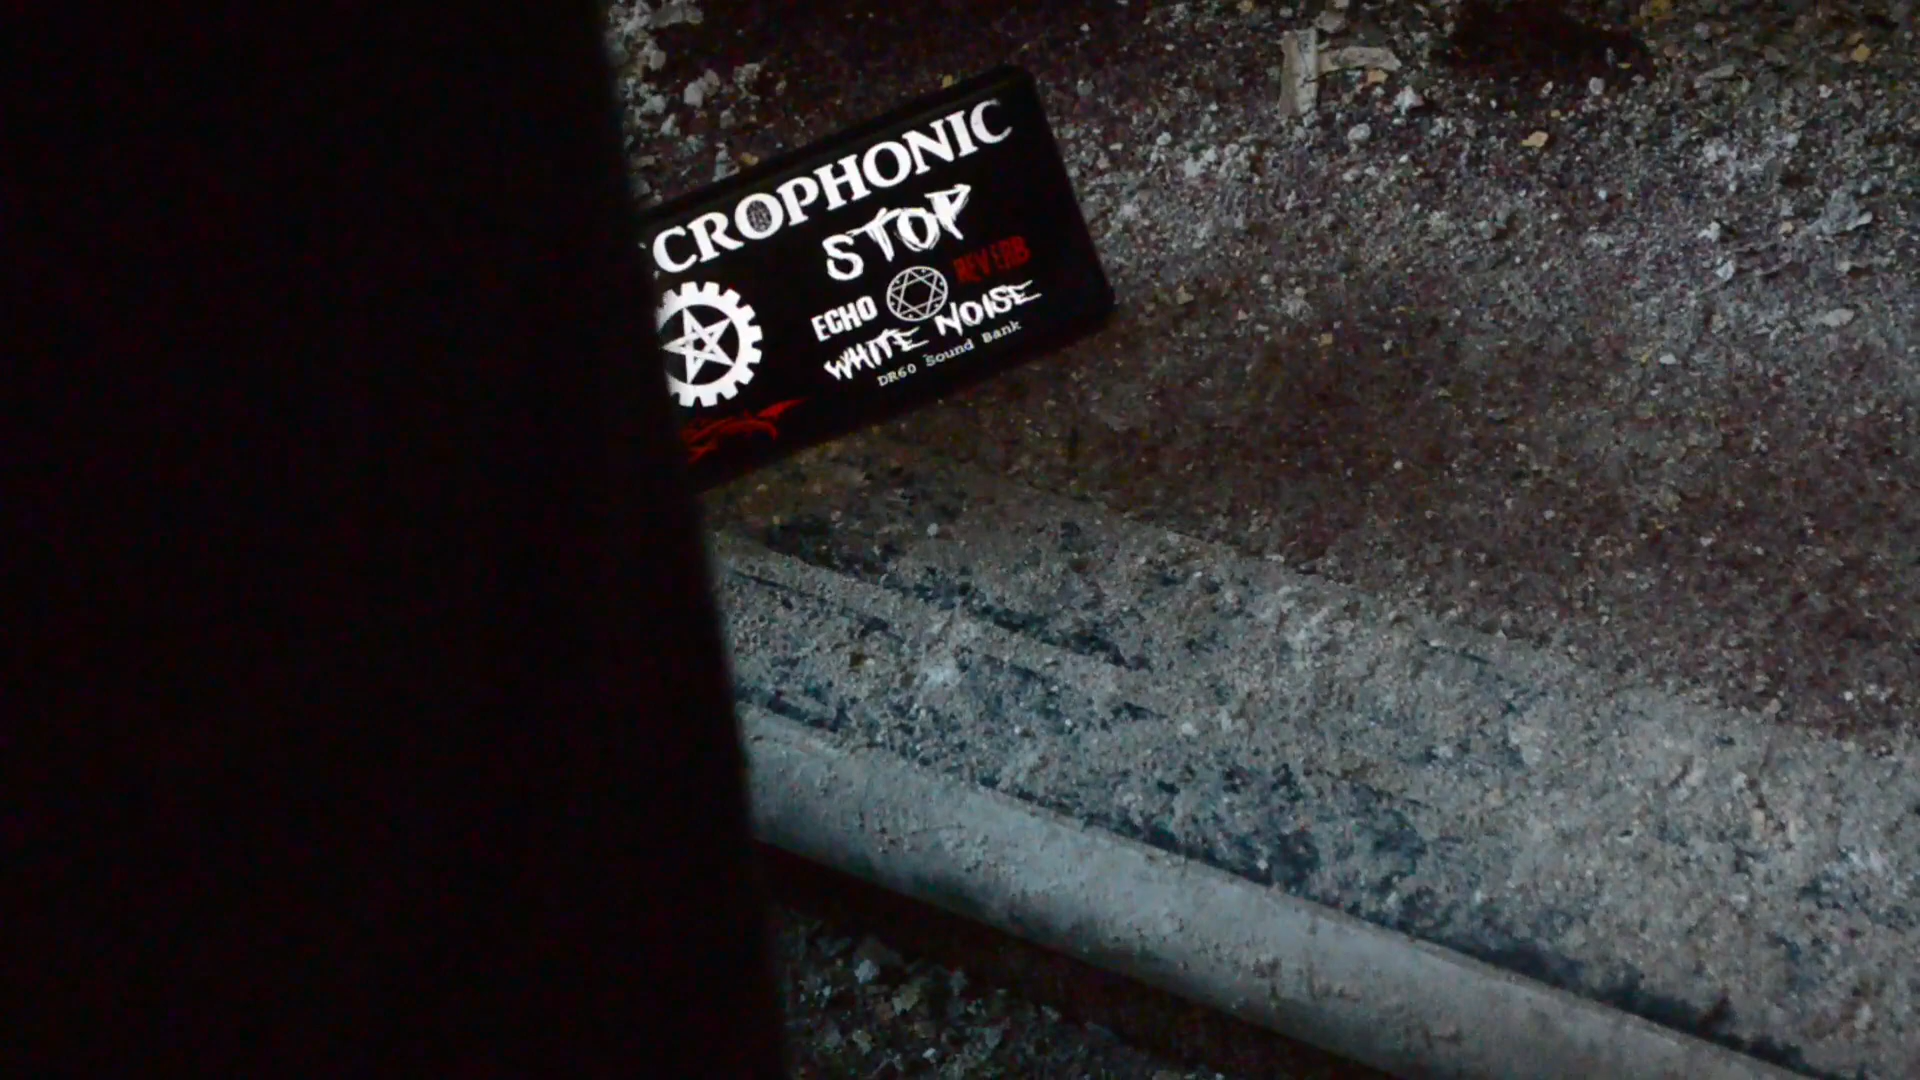 CROPHONIC
STOP
REVERB
ECHO
WHITE NOISE
DR60 Sound Bank